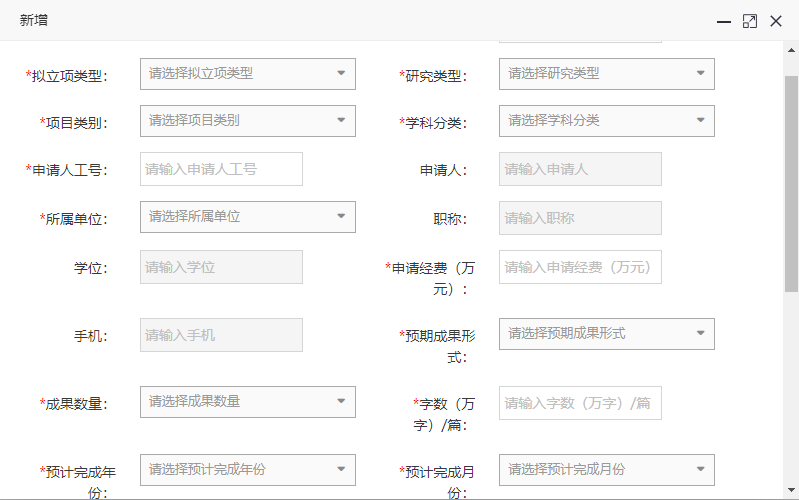 新增
*拟立项类型： 请选择拟立项类型 *研究类型： 请选择研究类型
*项目类别： 请选择项目类别 *学科分类： 请选择学科分类
*申请人工号： 请输入申请人工号 申请人： 请输入申请人
*所属单位： 请选择所属单位 职称： 请输入职称
学位： 请输入学位 *申请经费（万 请输入申请经费（万元）
元）：
手机： 请输入手机 *预期成果形 请选择预期成果形式
式：
*成果数量： 请选择成果数量 *字数（万 请输入字数（万字）/篇
字）/篇：
*预计完成年 请选择预计完成年份 *预计完成月 请选择预计完成月份
份： 份：